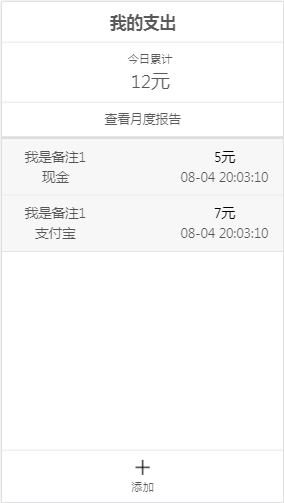 我的支出
今日累计
12元
查看月度报告
我是备注1 5元
现金 08-04 20:03:10
我是备注1 7元
支付宝 08-04 20:03:10
添加